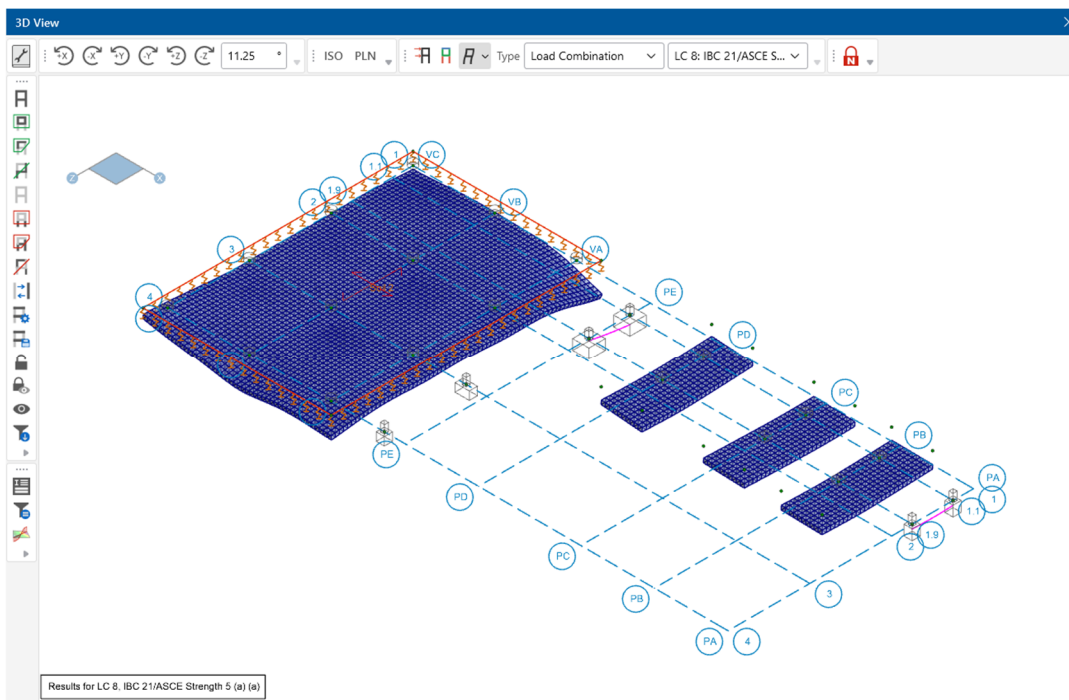 3D View
+X -X +Y -Y +Z -Z 11.25 ° ISO PLN Type Load Combination LC 8: IBC 21/ASCE S... N
Z X
1 VC
1.1
1.9 VB
2
3 VA
4
PE
PD
PC
PE
PB
PD
PA
1
1.1
1.9
2
PC
3
PB
PA 4
Results for LC 8, IBC 21/ASCE Strength 5 (a) (a)